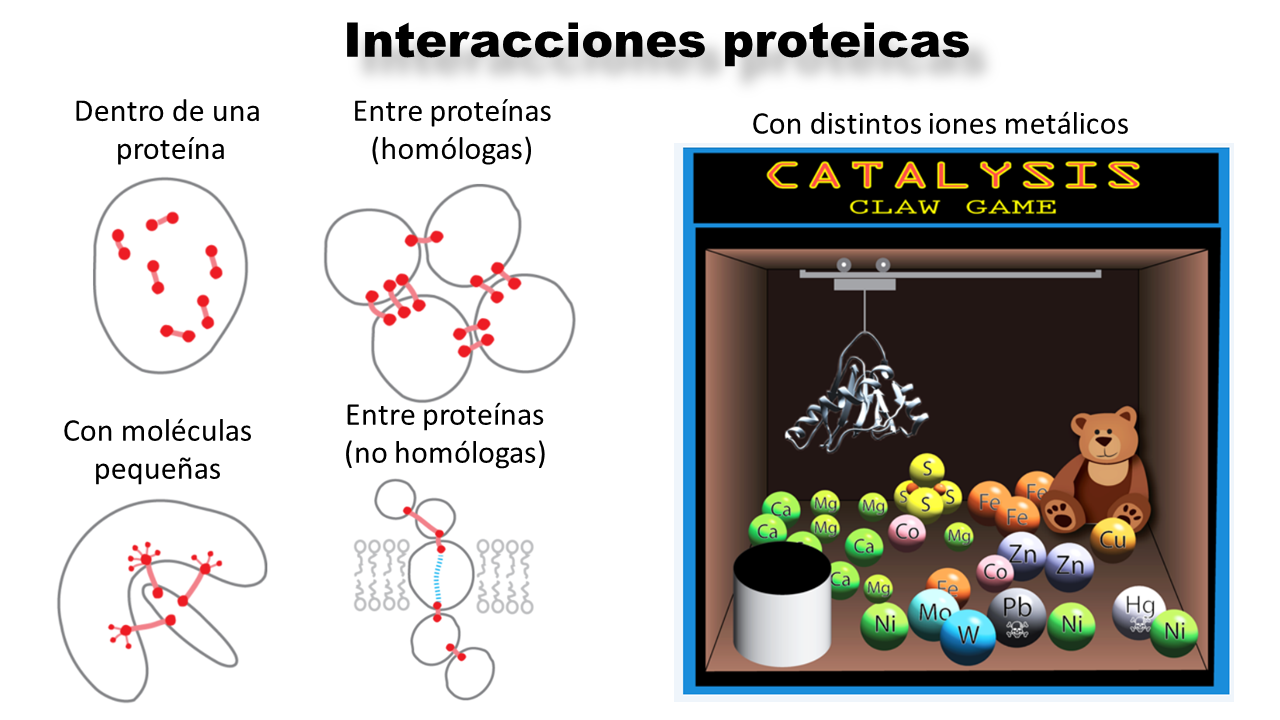 Interacciones proteicas
Dentro de una
proteína
Entre proteínas
(homólogas)
Con distintos iones metálicos
CATALYSIS
CLAW GAME
Con moléculas
pequeñas
Entre proteínas
(no homólogas)
S
S
S
S
Fe
Fe
Fe
Ca
Mg
Mg
Ca
Mg
Co
Mg
Cu
Ca
Zn
Zn
Co
Ca
Mg
Fe
Mo
Pb
Hg
Ni
W
Ni
Ni